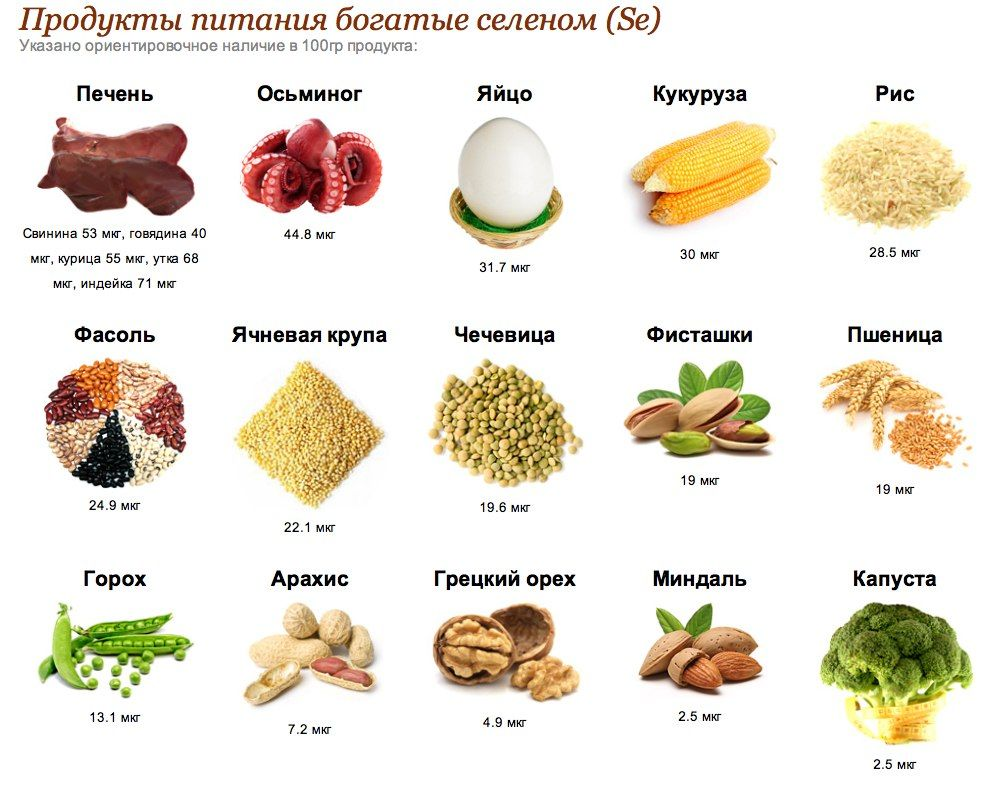 Продукты питания богатые селеном (Se)
Указано ориентировочное наличие в 100гр продукта:
Печень
Осьминог
Яйцо
Кукуруза
Рис
Свинина 53 мкг, говядина 40
мкг, курица 55 мкг, утка 68
мкг, индейка 71 мкг
44.8 мкг
31.7 мкг
30 мкг
28.5 мкг
Фасоль
Ячневая крупа
Чечевица
Фисташки
Пшеница
24.9 мкг
22.1 мкг
19.6 мкг
19 мкг
19 мкг
Горох
Арахис
Грецкий орех
Миндаль
Капуста
13.1 мкг
7.2 мкг
4.9 мкг
2.5 мкг
2.5 мкг